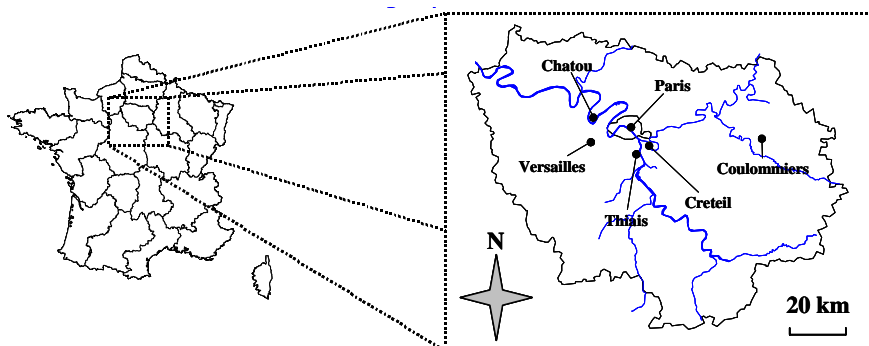 Chatou
Paris
Versailles
Coulommiers
Creteil
Thiais
N
20 km